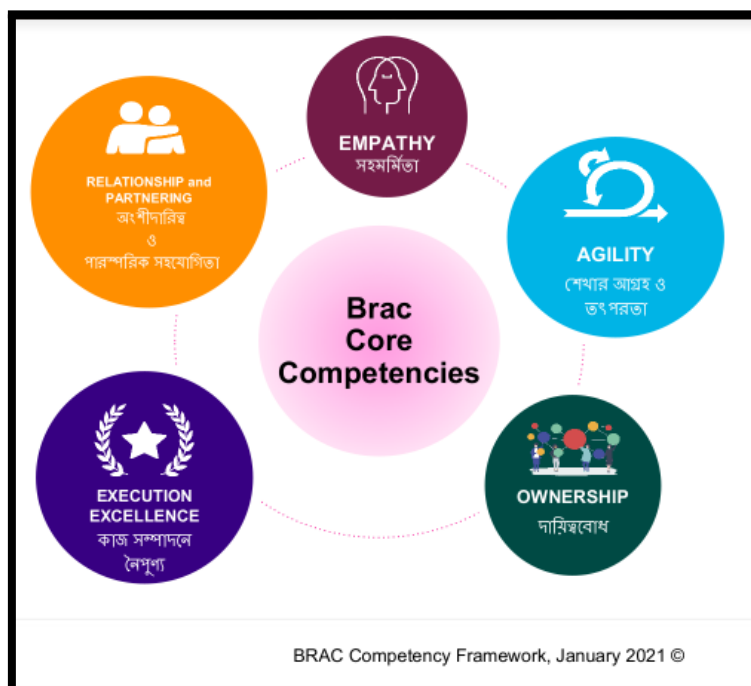 EMPATHY
সহমর্মিতা
RELATIONSHIP and
PARTNERING
অংশীদারিত্ব
ও
পারস্পরিক সহযোগিতা
AGILITY
শেখার আগ্রহ ও
তৎপরতা
Brac
Core
Competencies
EXECUTION
EXCELLENCE
কাজ সম্পাদনে
নৈপুণ্য
OWNERSHIP
দায়িত্ববোধ
BRAC Competency Framework, January 2021 ©